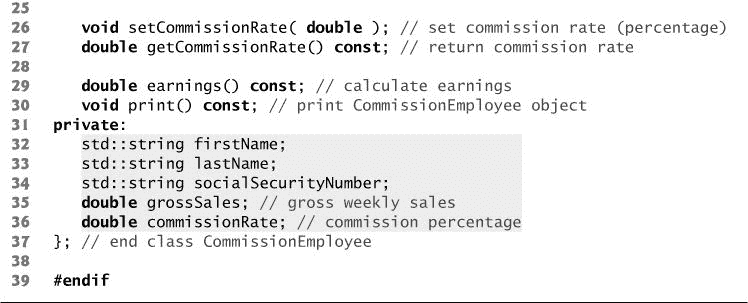 25
26 void setCommissionRate( double ); // set commission rate (percentage)
27 double getCommissionRate() const; // return commission rate
28
29 double earnings() const; // calculate earnings
30 void print() const; // print CommissionEmployee object
31 private:
32 std::string firstName;
33 std::string lastName;
34 std::string socialSecurityNumber;
35 double grossSales; // gross weekly sales
36 double commissionRate; // commission percentage
37 }; // end class CommissionEmployee
38
39 #endif